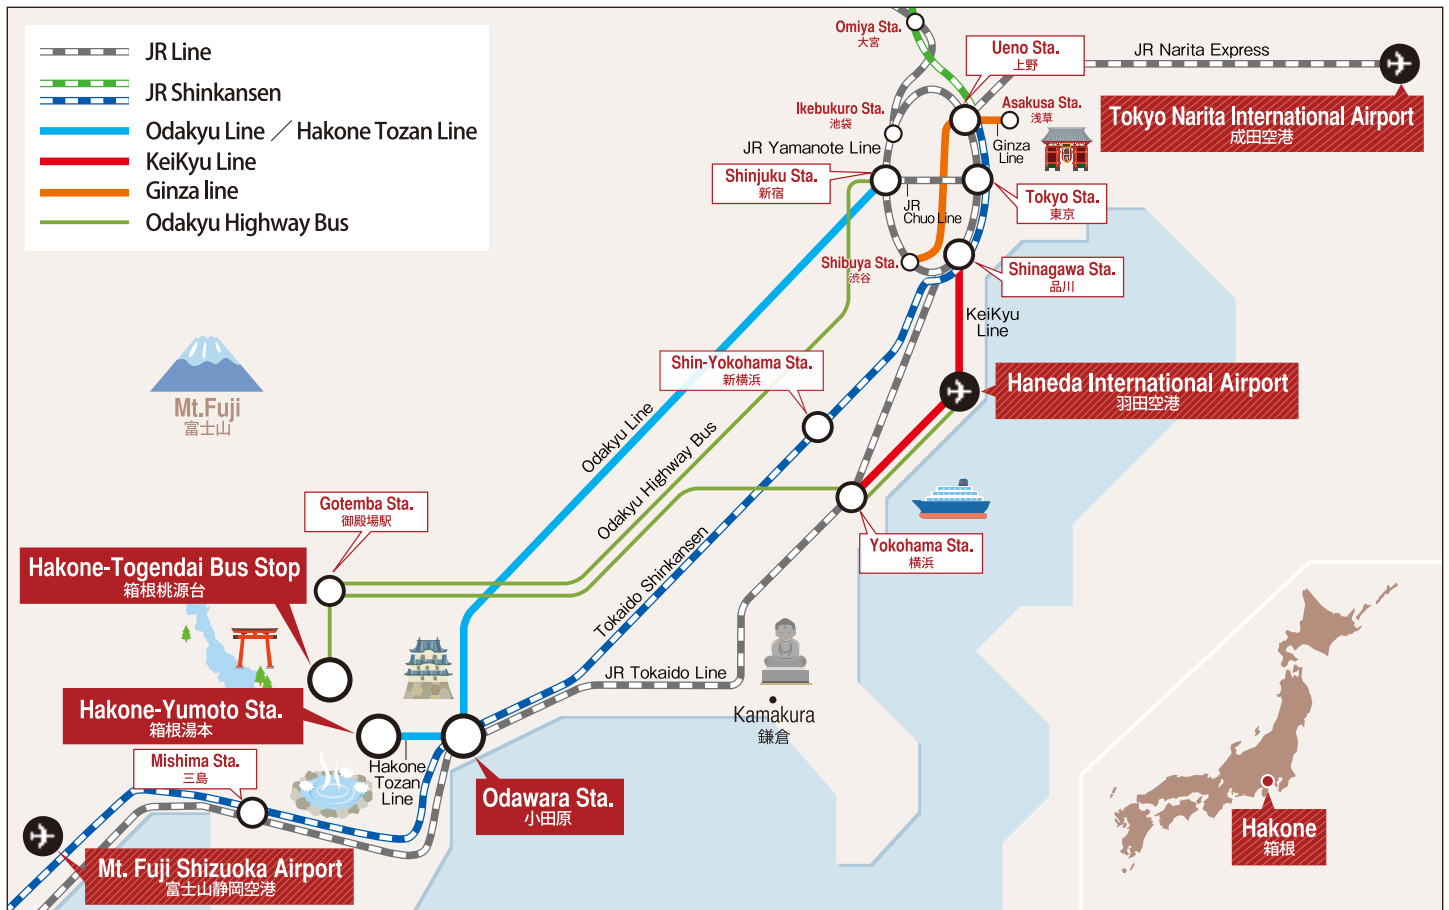 JR Line
JR Shinkansen
Odakyu Line ／ Hakone Tozan Line
KeiKyu Line
Ginza line
Odakyu Highway Bus
Omiya Sta.
大宮
Ueno Sta.
上野
JR Narita Express
Tokyo Narita International Airport
成田空港
Ikebukuro Sta.
池袋
Asakusa Sta.
浅草
JR Yamanote Line
Ginza
Line
Shinjuku Sta.
新宿
JR
Chuo Line
Tokyo Sta.
東京
Shibuya Sta.
渋谷
Shinagawa Sta.
品川
KeiKyu
Line
Mt.Fuji
富士山
Shin-Yokohama Sta.
新横浜
Haneda International Airport
羽田空港
Odakyu Line
Odakyu Highway Bus
Gotemba Sta.
御殿場駅
Yokohama Sta.
横浜
Hakone-Togendai Bus Stop
箱根桃源台
Tokaido Shinkansen
JR Tokaido Line
Kamakura
鎌倉
Hakone-Yumoto Sta.
箱根湯本
Mishima Sta.
三島
Hakone
Tozan
Line
Odawara Sta.
小田原
Mt. Fuji Shizuoka Airport
富士山静岡空港
Hakone
箱根